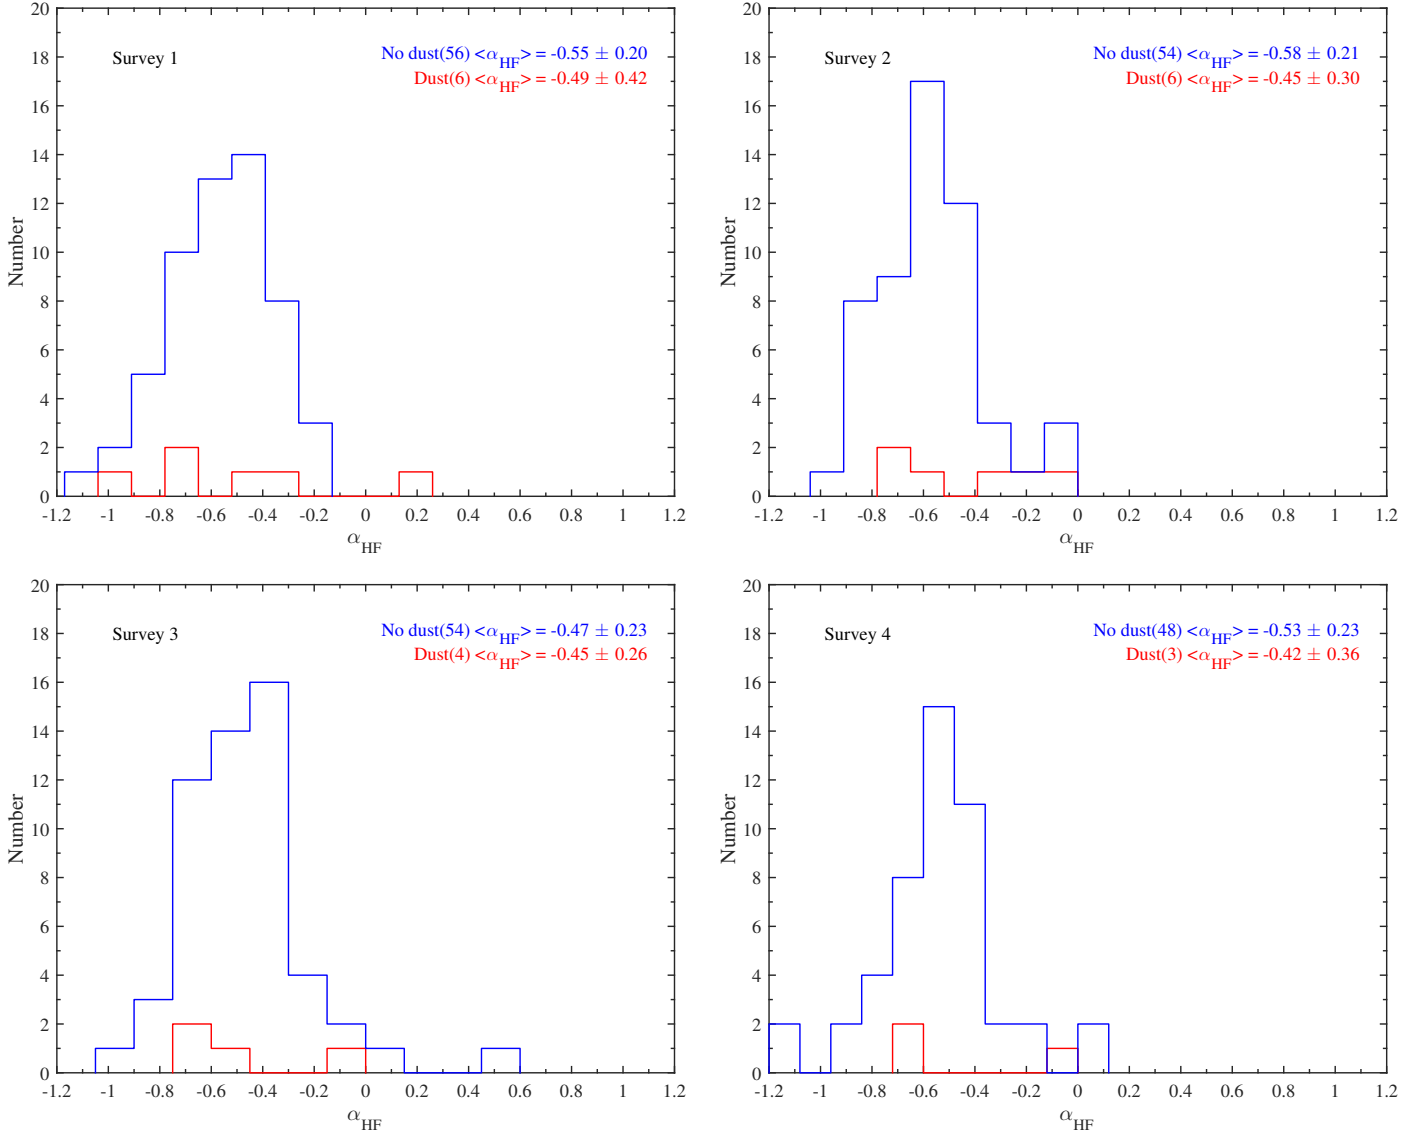 20
18
16
14
12
10
8
6
4
2
0
Number
Survey 1
No dust(56) <α_HF> = -0.55 ± 0.20
Dust(6) <α_HF> = -0.49 ± 0.42
-1.2 -1 -0.8 -0.6 -0.4 -0.2 0 0.2 0.4 0.6 0.8 1 1.2
α_HF
20
18
16
14
12
10
8
6
4
2
0
Number
Survey 2
No dust(54) <α_HF> = -0.58 ± 0.21
Dust(6) <α_HF> = -0.45 ± 0.30
-1.2 -1 -0.8 -0.6 -0.4 -0.2 0 0.2 0.4 0.6 0.8 1 1.2
α_HF
20
18
16
14
12
10
8
6
4
2
0
Number
Survey 3
No dust(54) <α_HF> = -0.47 ± 0.23
Dust(4) <α_HF> = -0.45 ± 0.26
-1.2 -1 -0.8 -0.6 -0.4 -0.2 0 0.2 0.4 0.6 0.8 1 1.2
α_HF
20
18
16
14
12
10
8
6
4
2
0
Number
Survey 4
No dust(48) <α_HF> = -0.53 ± 0.23
Dust(3) <α_HF> = -0.42 ± 0.36
-1.2 -1 -0.8 -0.6 -0.4 -0.2 0 0.2 0.4 0.6 0.8 1 1.2
α_HF